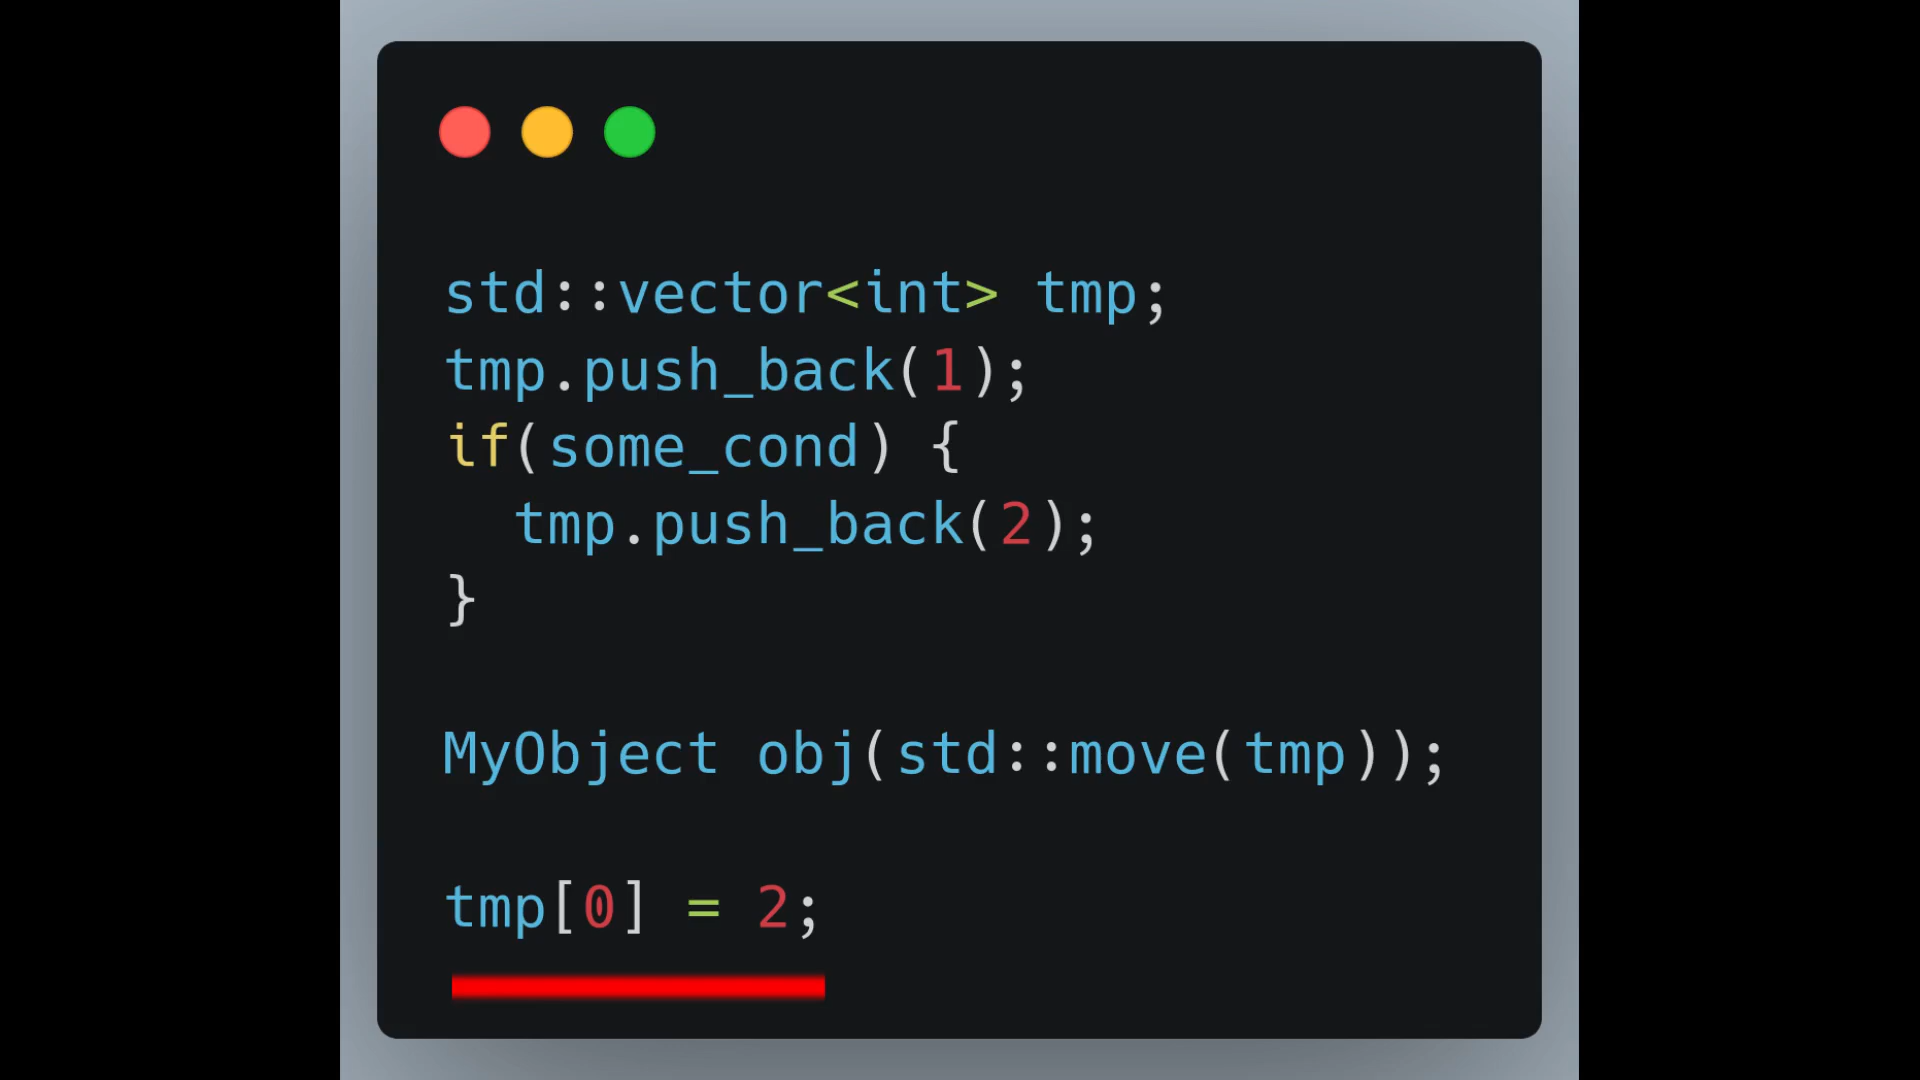 std::vector<int> tmp;
tmp.push_back(1);
if(some_cond) {
  tmp.push_back(2);
}
MyObject obj(std::move(tmp));
tmp[0] = 2;